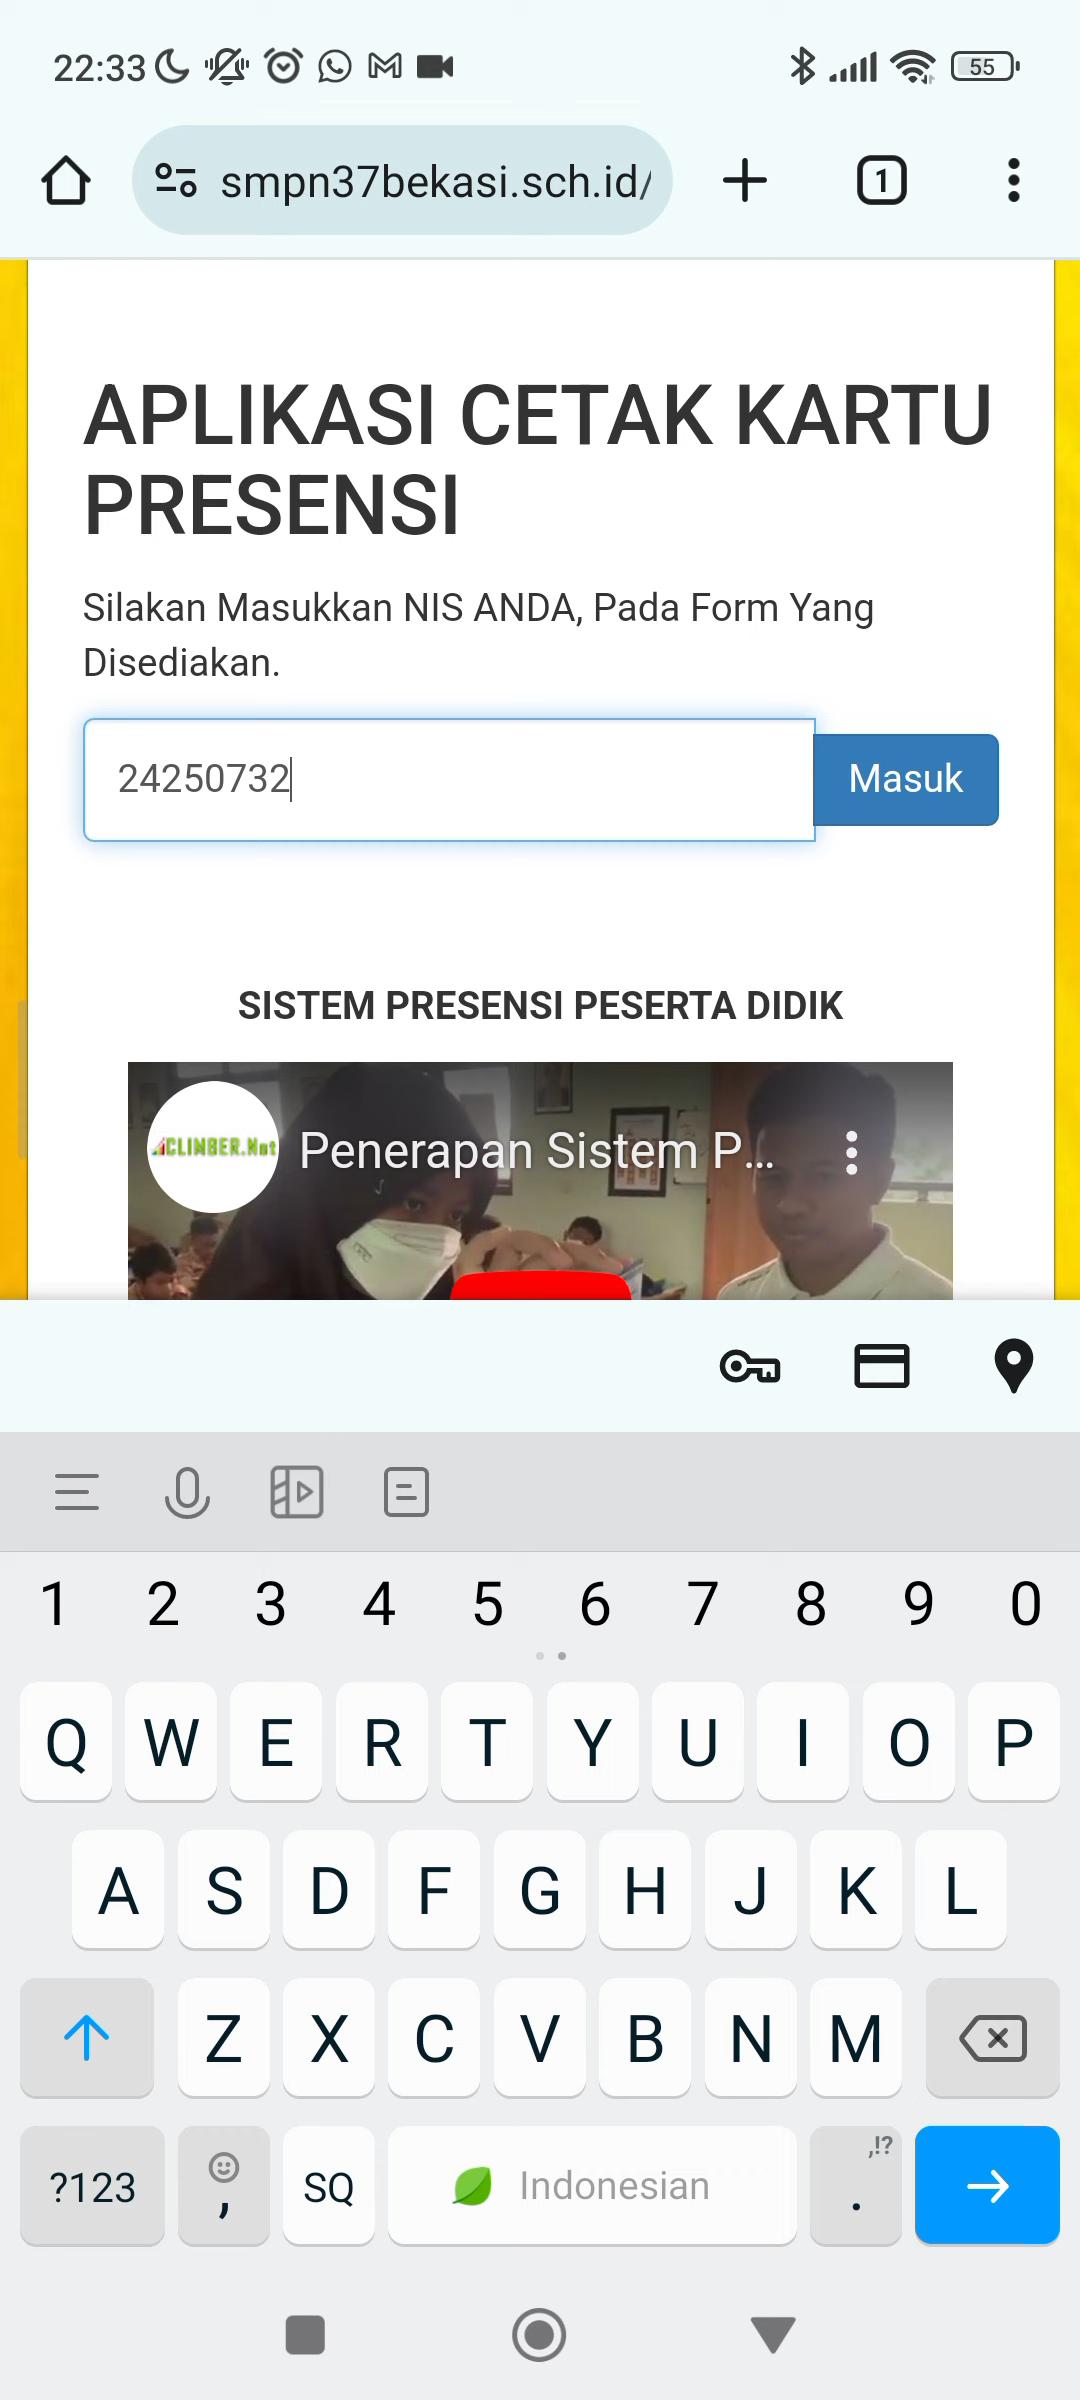 22:33
55
smpn37bekasi.sch.id/
1
APLIKASI CETAK KARTU
PRESENSI
Silakan Masukkan NIS ANDA, Pada Form Yang
Disediakan.
24250732
Masuk
SISTEM PRESENSI PESERTA DIDIK
CLIMBER.Net
Penerapan Sistem P...
1 2 3 4 5 6 7 8 9 0
Q W E R T Y U I O P
A S D F G H J K L
Z X C V B N M
?123 , SQ Indonesian ,!? .